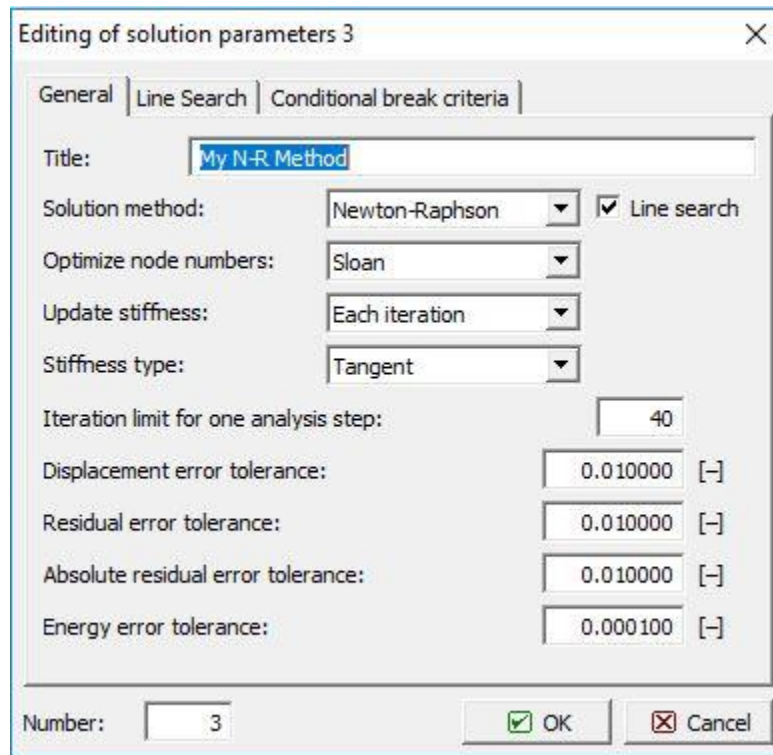 Editing of solution parameters 3
General Line Search Conditional break criteria
Title: My N-R Method
Solution method: Newton-Raphson Line search
Optimize node numbers: Sloan
Update stiffness: Each iteration
Stiffness type: Tangent
Iteration limit for one analysis step: 40
Displacement error tolerance: 0.010000 [–]
Residual error tolerance: 0.010000 [–]
Absolute residual error tolerance: 0.010000 [–]
Energy error tolerance: 0.000100 [–]
Number: 3 OK Cancel